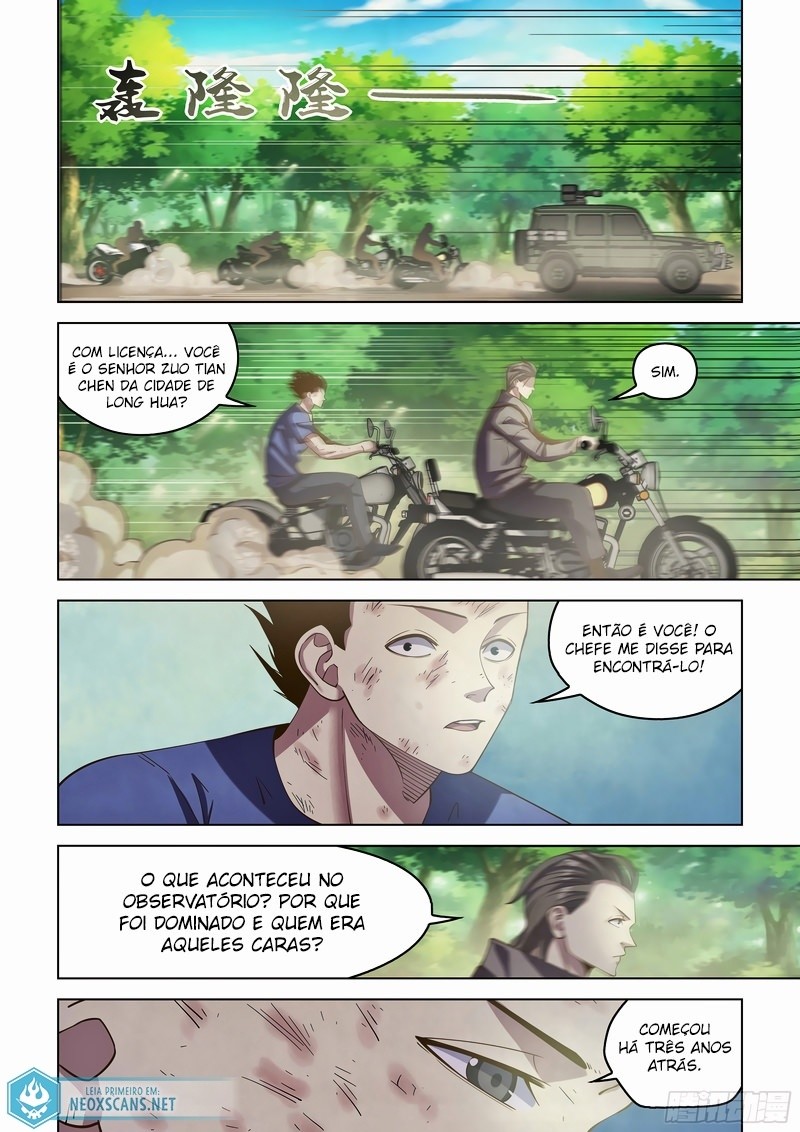 轰隆隆——
COM LICENÇA... VOCÊ
É O SENHOR ZUO TIAN
CHEN DA CIDADE DE
LONG HUA?
SIM.
ENTÃO É VOCÊ! O
CHEFE ME DISSE PARA
ENCONTRÁ-LO!
O QUE ACONTECEU NO
OBSERVATÓRIO? POR QUE
FOI DOMINADO E QUEM ERA
AQUELES CARAS?
COMEÇOU
HÁ TRÊS ANOS
ATRÁS.
LEIA PRIMEIRO EM:
NEOXSCANS.NET
腾讯动漫